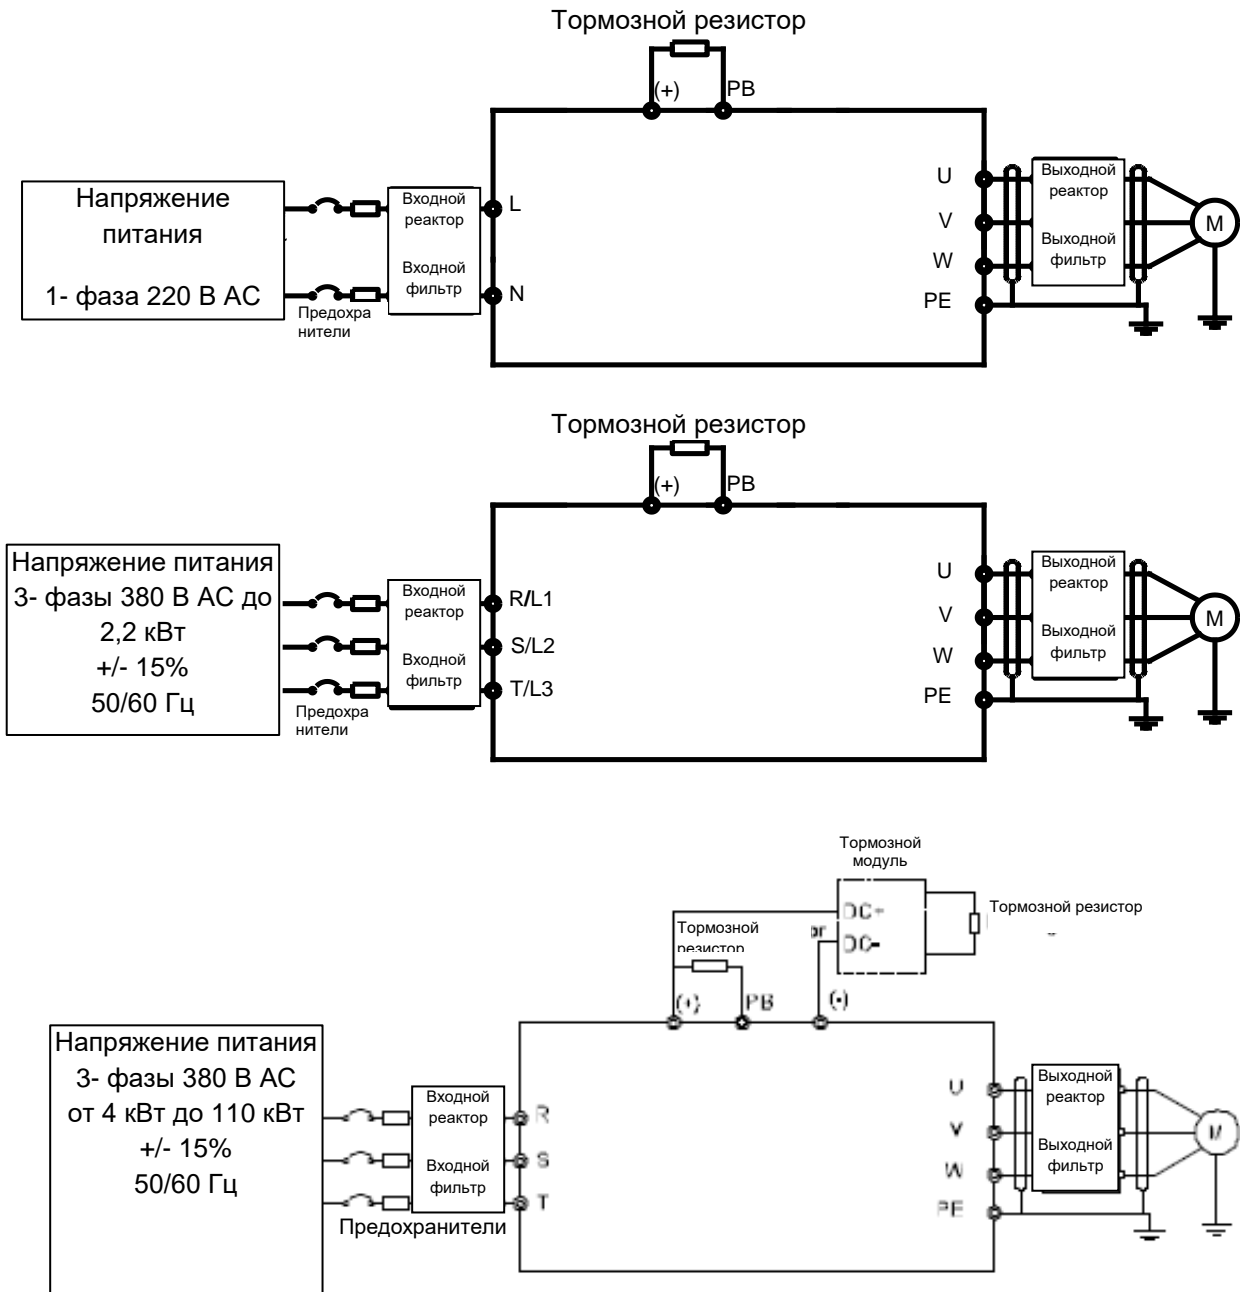 Тормозной резистор
(+)
PB
Напряжение
питания
1- фаза 220 В AC
Предохра
нители
Входной
реактор
Входной
фильтр
L
N
U
V
W
PE
Выходной
реактор
Выходной
фильтр
M
Тормозной резистор
(+)
PB
Напряжение питания
3- фазы 380 В AC до
2,2 кВт
+/- 15%
50/60 Гц
Предохра
нители
Входной
реактор
Входной
фильтр
R/L1
S/L2
T/L3
U
V
W
PE
Выходной
реактор
Выходной
фильтр
M
Тормозной
модуль
DC+
or
DC-
Тормозной резистор
Тормозной
резистор
(+)
PB
(-)
Напряжение питания
3- фазы 380 В AC
от 4 кВт до 110 кВт
+/- 15%
50/60 Гц
Предохранители
Входной
реактор
Входной
фильтр
R
S
T
U
V
W
PE
Выходной
реактор
Выходной
фильтр
M